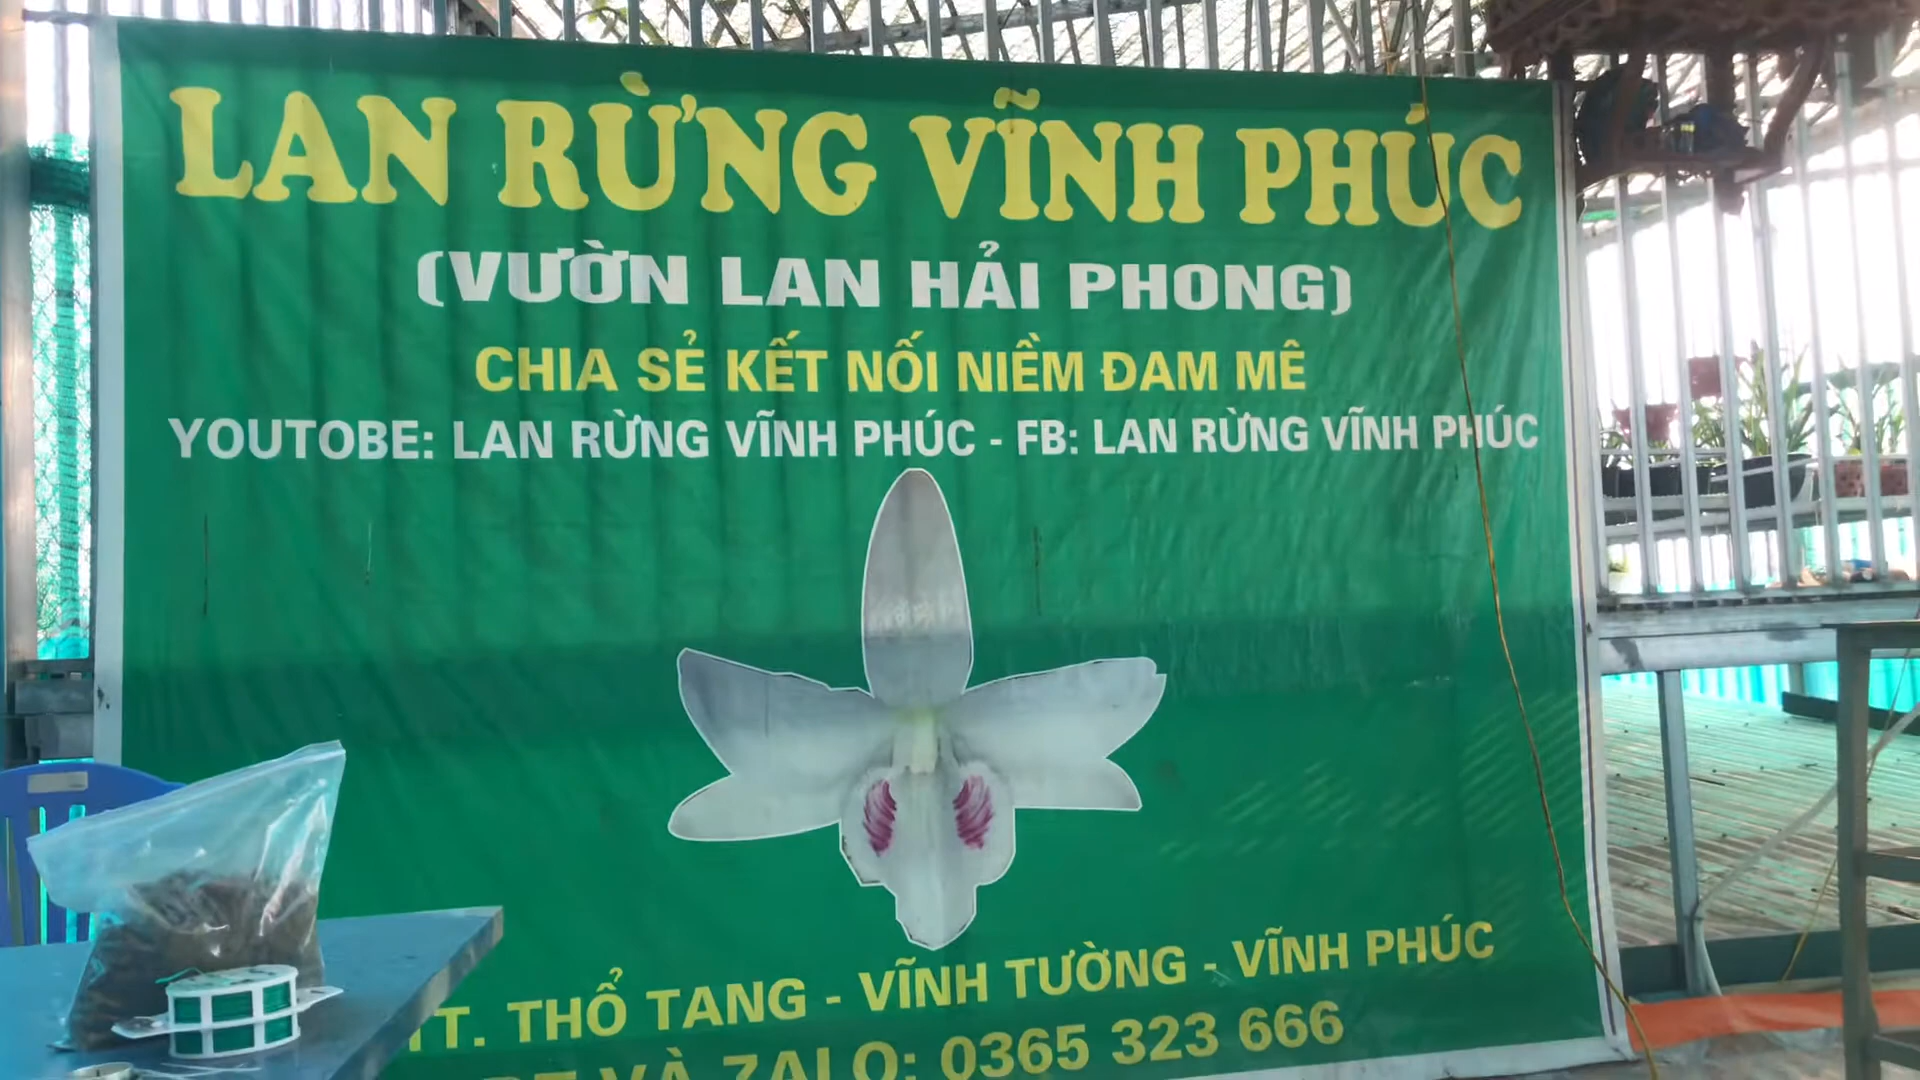 LAN RỪNG VĨNH PHÚC
(VƯỜN LAN HẢI PHONG)
CHIA SẺ KẾT NỐI NIỀM ĐAM MÊ
YOUTOBE: LAN RỪNG VĨNH PHÚC - FB: LAN RỪNG VĨNH PHÚC
TT. THỔ TANG - VĨNH TƯỜNG - VĨNH PHÚC
VÀ ZALO: 0365 323 666